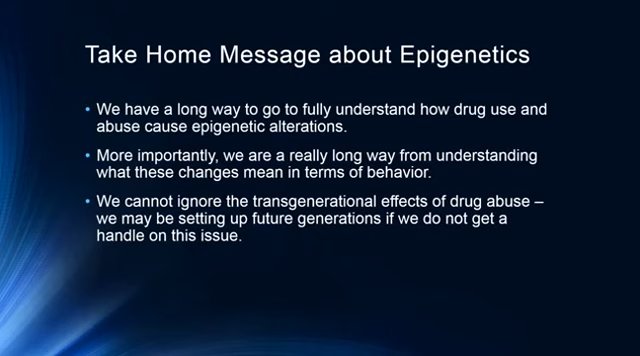 Take Home Message about Epigenetics
• We have a long way to go to fully understand how drug use and
abuse cause epigenetic alterations.
• More importantly, we are a really long way from understanding
what these changes mean in terms of behavior.
• We cannot ignore the transgenerational effects of drug abuse –
we may be setting up future generations if we do not get a
handle on this issue.